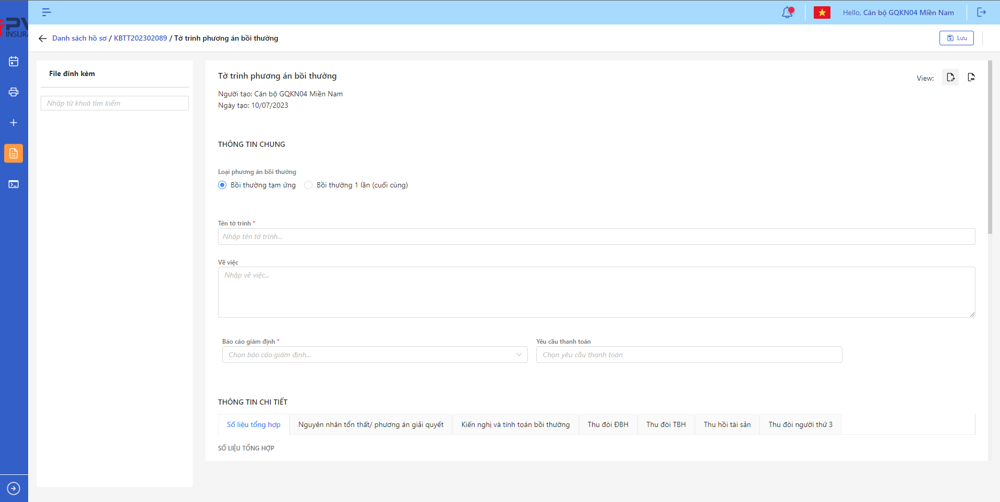 Hello, Cán bộ GQKN04 Miền Nam
Danh sách hồ sơ / KBTT202302089 / Tờ trình phương án bồi thường
Lưu
File đính kèm
Nhập từ khoá tìm kiếm
Tờ trình phương án bồi thường
View:
Người tạo: Cán bộ GQKN04 Miền Nam
Ngày tạo: 10/07/2023
THÔNG TIN CHUNG
Loại phương án bồi thường
Bồi thường tạm ứng
Bồi thường 1 lần (cuối cùng)
Tên tờ trình *
Nhập tên tờ trình...
Về việc
Nhập về việc...
Báo cáo giám định *
Yêu cầu thanh toán
Chọn báo cáo giám định...
Chọn yêu cầu thanh toán
THÔNG TIN CHI TIẾT
Số liệu tổng hợp
Nguyên nhân tổn thất/ phương án giải quyết
Kiến nghị và tính toán bồi thường
Thu đòi ĐBH
Thu đòi TBH
Thu hồi tài sản
Thu đòi người thứ 3
SỐ LIỆU TỔNG HỢP